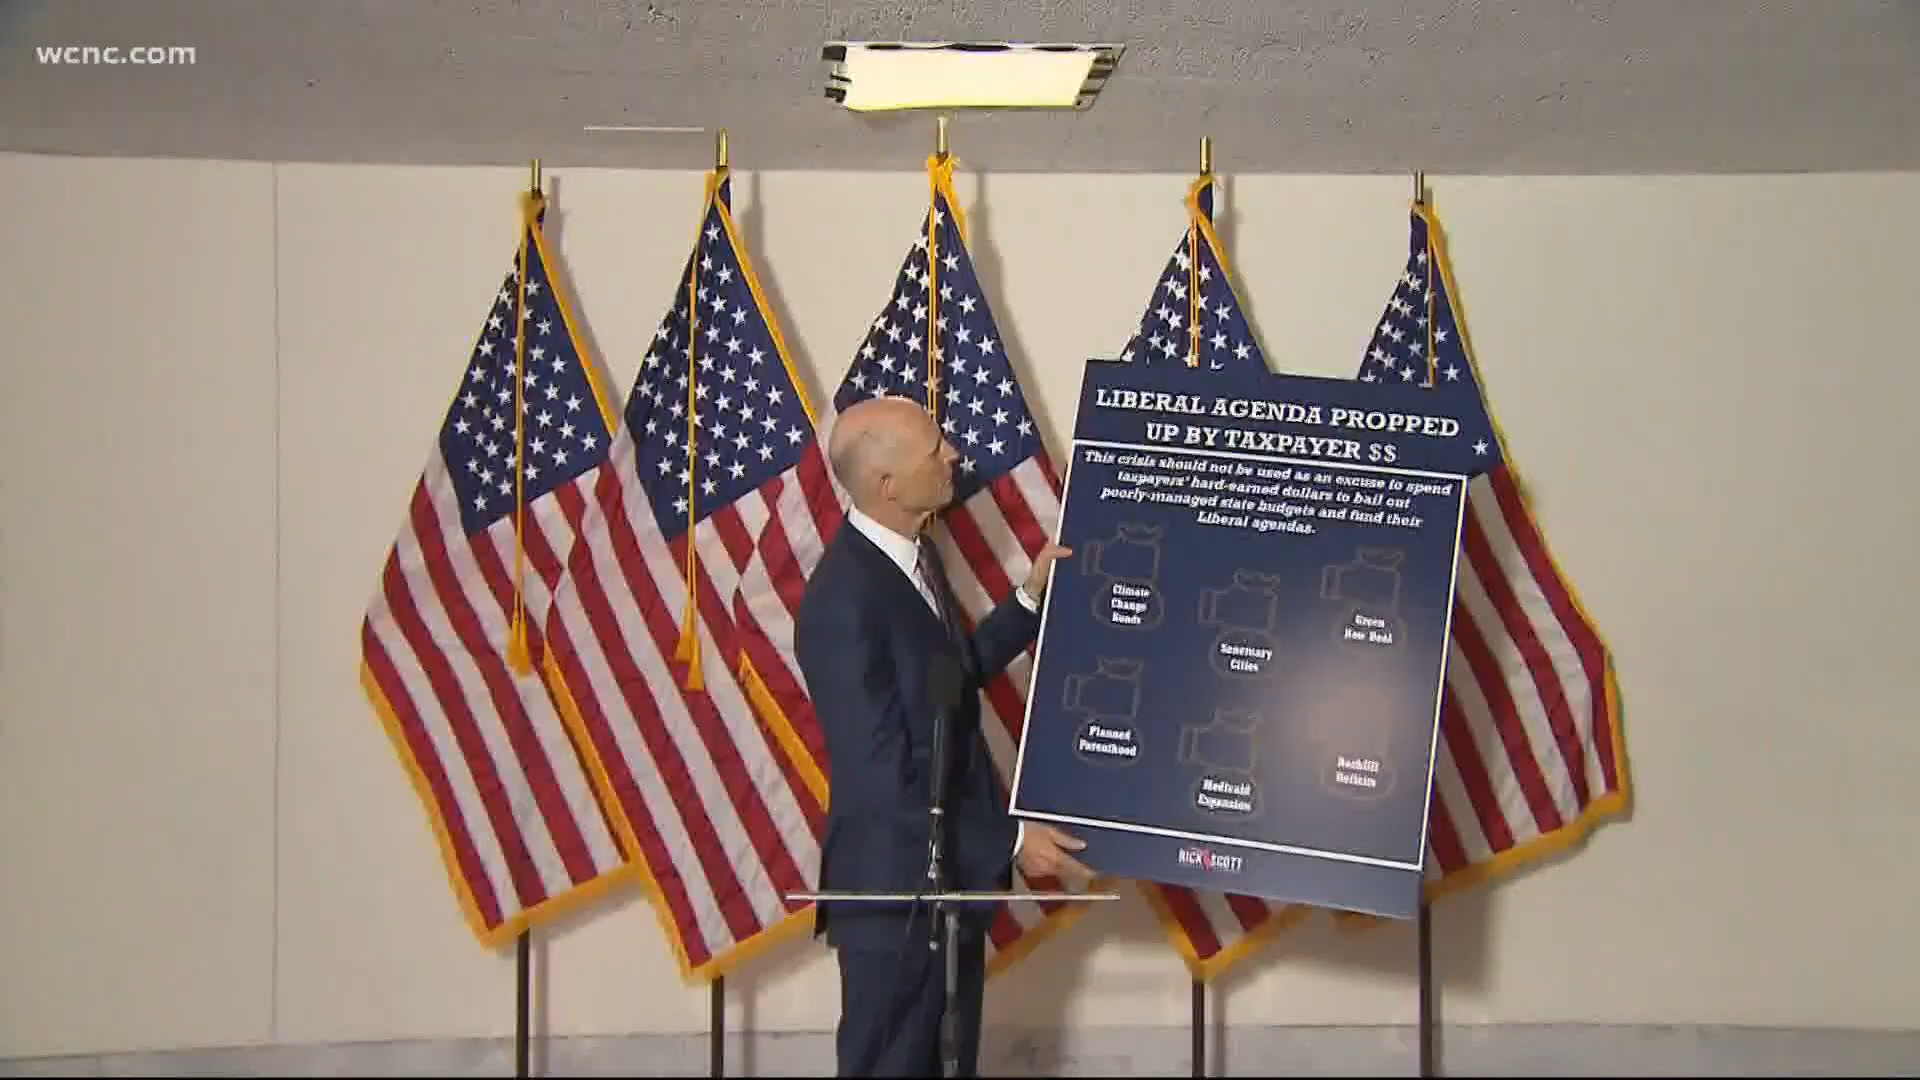 wcnc.com
LIBERAL AGENDA PROPPED
UP BY TAXPAYER $$
This crisis should not be used as an excuse to spend
taxpayers' hard-earned dollars to bail out
poorly-managed state budgets and fund their
Liberal agendas.
Climate
Change
Bonds
Sanctuary
Cities
Green
New Deal
Planned
Parenthood
Medicaid
Expansion
Backfill
Deficits
RICK SCOTT